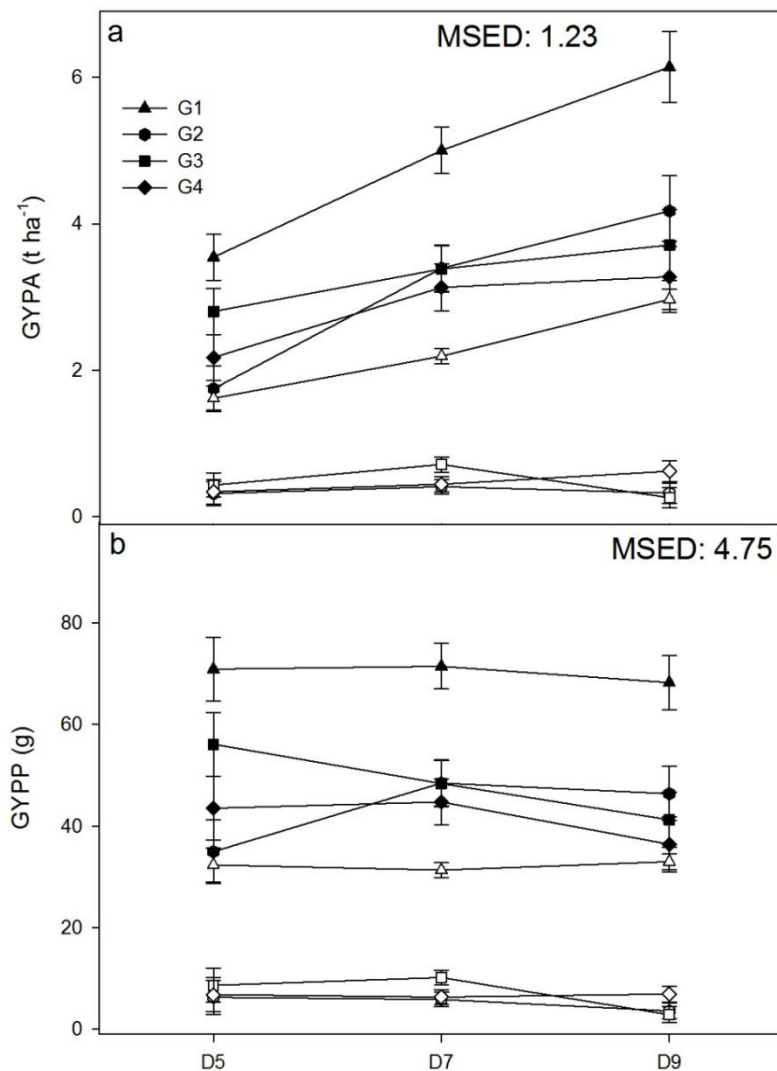 a
MSED: 1.23
G1
G2
G3
G4
6
4
2
0
GYPA (t ha⁻¹)
b
MSED: 4.75
80
60
40
20
0
GYPP (g)
D5
D7
D9